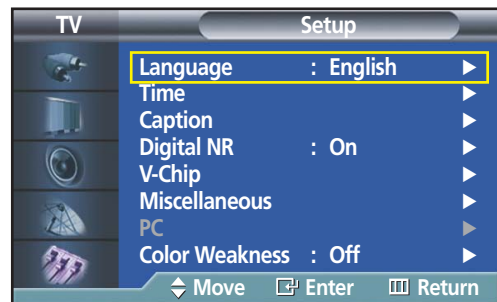 TV Setup
Language : English
Time
Caption
Digital NR : On
V-Chip
Miscellaneous
PC
Color Weakness : Off
Move Enter Return